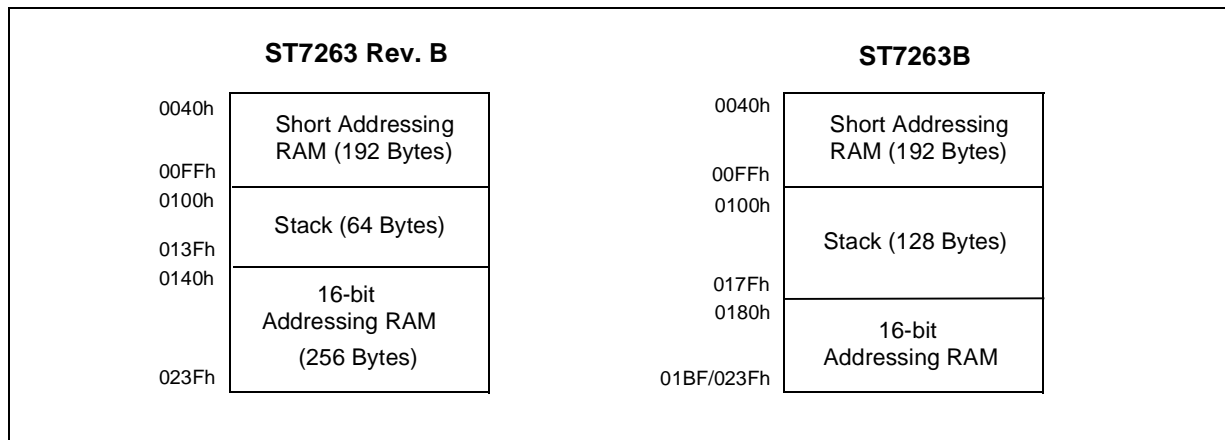 ST7263 Rev. B
0040h
Short Addressing
RAM (192 Bytes)
00FFh
0100h
Stack (64 Bytes)
013Fh
0140h
16-bit
Addressing RAM
(256 Bytes)
023Fh
ST7263B
0040h
Short Addressing
RAM (192 Bytes)
00FFh
0100h
Stack (128 Bytes)
017Fh
0180h
16-bit
Addressing RAM
01BF/023Fh